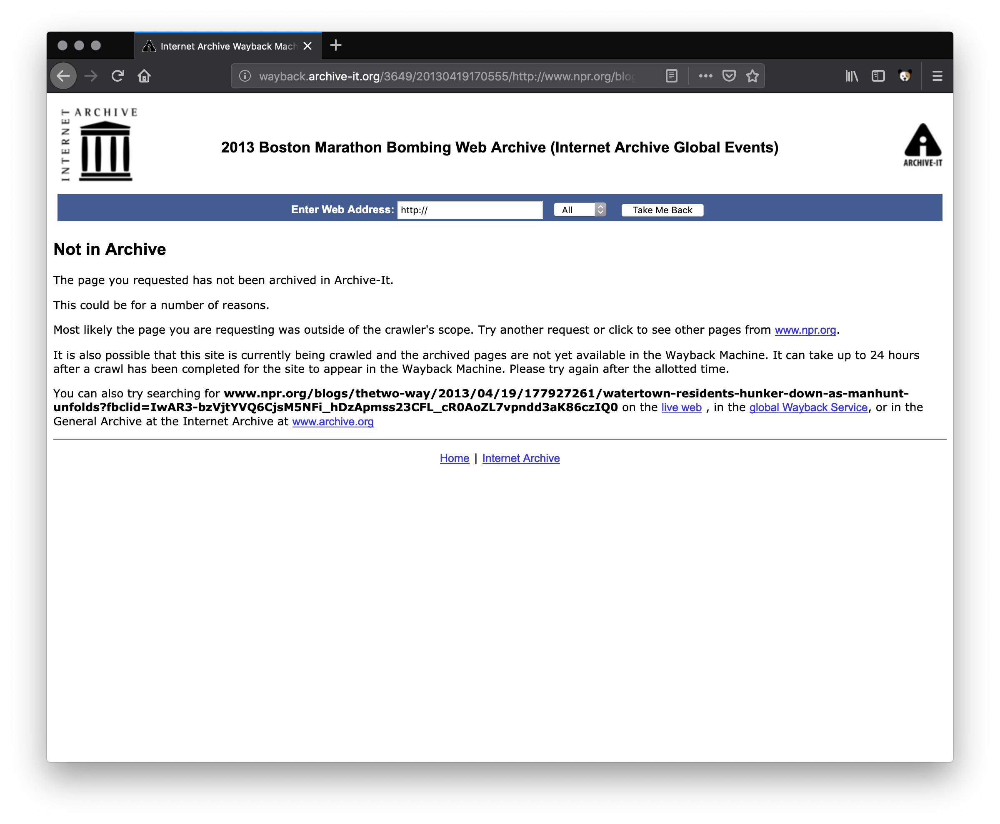 Internet Archive Wayback Mach
wayback.archive-it.org/3649/20130419170555/http://www.npr.org/blog
INTERNET ARCHIVE
2013 Boston Marathon Bombing Web Archive (Internet Archive Global Events)
ARCHIVE-IT
Enter Web Address: http:// All Take Me Back
Not in Archive
The page you requested has not been archived in Archive-It.
This could be for a number of reasons.
Most likely the page you are requesting was outside of the crawler's scope. Try another request or click to see other pages from www.npr.org.
It is also possible that this site is currently being crawled and the archived pages are not yet available in the Wayback Machine. It can take up to 24 hours
after a crawl has been completed for the site to appear in the Wayback Machine. Please try again after the allotted time.
You can also try searching for www.npr.org/blogs/thetwo-way/2013/04/19/177927261/watertown-residents-hunker-down-as-manhunt-
unfolds?fbclid=IwAR3-bzVjtYVQ6CjsM5NFi_hDzApmss23CFL_cR0AoZL7vpndd3aK86czIQ0 on the live web , in the global Wayback Service, or in the
General Archive at the Internet Archive at www.archive.org
Home | Internet Archive